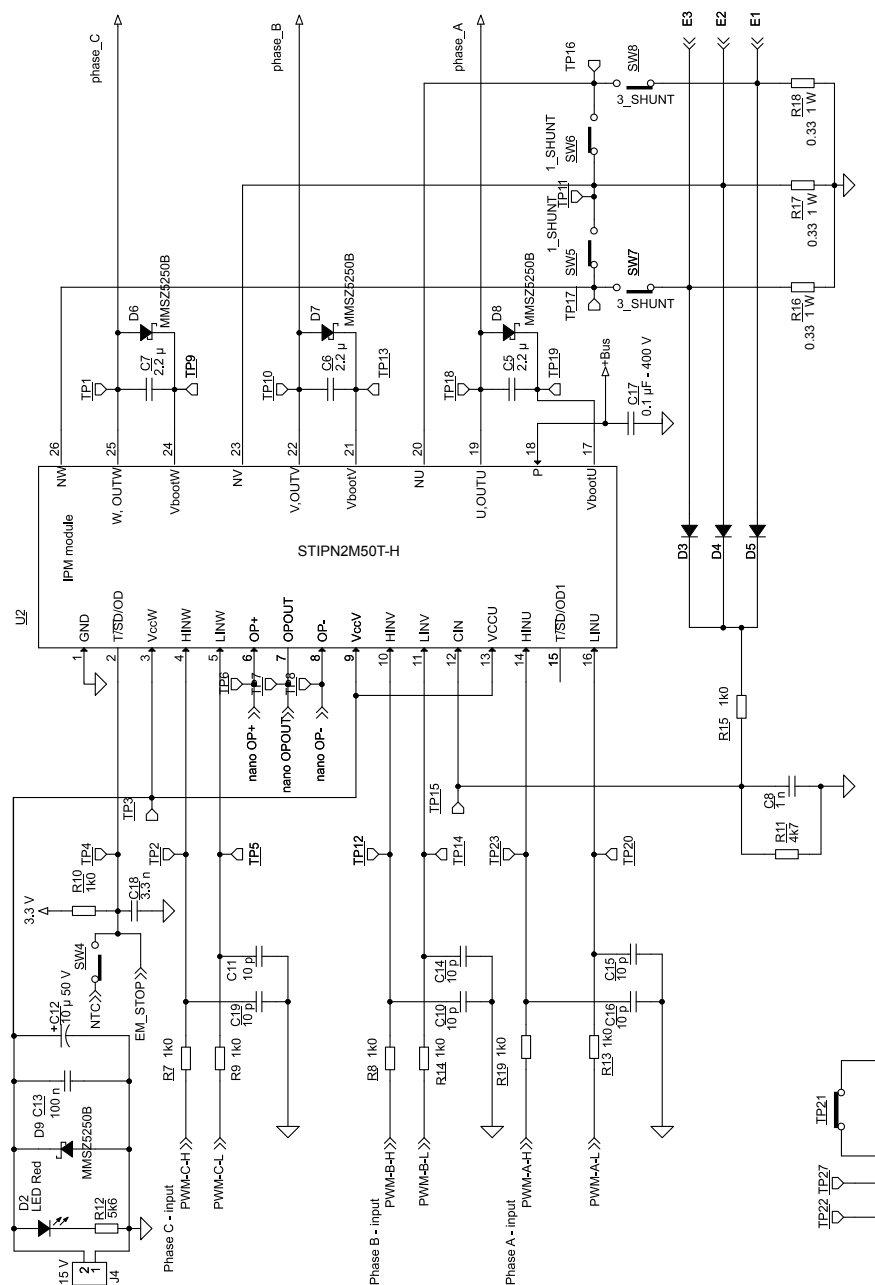 phase_C
phase_B
phase_A
E3
E2
E1
TP16
SW8
3_SHUNT
1_SHUNT
SW6
R18
0.33 1 W
TP11
R17
0.33 1 W
1_SHUNT
SW5
SW7
3_SHUNT
TP17
R16
0.33 1 W
D6
MMSZ5250B
C7
2.2 µ
TP1
TP9
D7
MMSZ5250B
C6
2.2 µ
TP10
TP13
D8
MMSZ5250B
C5
2.2 µ
TP18
TP19
+Bus
C17
0.1 µF - 400 V
26
NW
25
W, OUTW
24
VbootW
23
NV
22
V,OUTV
21
VbootV
20
NU
19
U,OUTU
18
P
17
VbootU
IPM module
STIPN2M50T-H
U2
1
GND
2
T/SD/OD
3
VccW
4
HINW
5
LINW
6
OP+
7
OPOUT
8
OP-
9
VccV
10
HINV
11
LINV
12
CIN
13
VCCU
14
HINU
15
T/SD/OD1
16
LINU
D3
D4
D5
TP6
TP7
TP8
nano OP+
nano OPOUT
nano OP-
R15 1k0
C8
1 n
R11
4k7
TP3
TP15
TP4
TP2
TP5
TP12
TP14
TP23
TP20
3.3 V
R10
1k0
C18
3.3 n
SW4
NTC
EM_STOP
+C12
10 µ 50 V
C13
100 n
D9
MMSZ5250B
D2
LED Red
R12
5k6
15 V
2
1
J4
C11
10 p
C19
10 p
R7 1k0
R9 1k0
Phase C - input
PWM-C-H
PWM-C-L
C14
10 p
C10
10 p
R8 1k0
R14 1k0
Phase B - input
PWM-B-H
PWM-B-L
C15
10 p
C16
10 p
R19 1k0
R13 1k0
Phase A - input
PWM-A-H
PWM-A-L
TP21
TP22
TP27